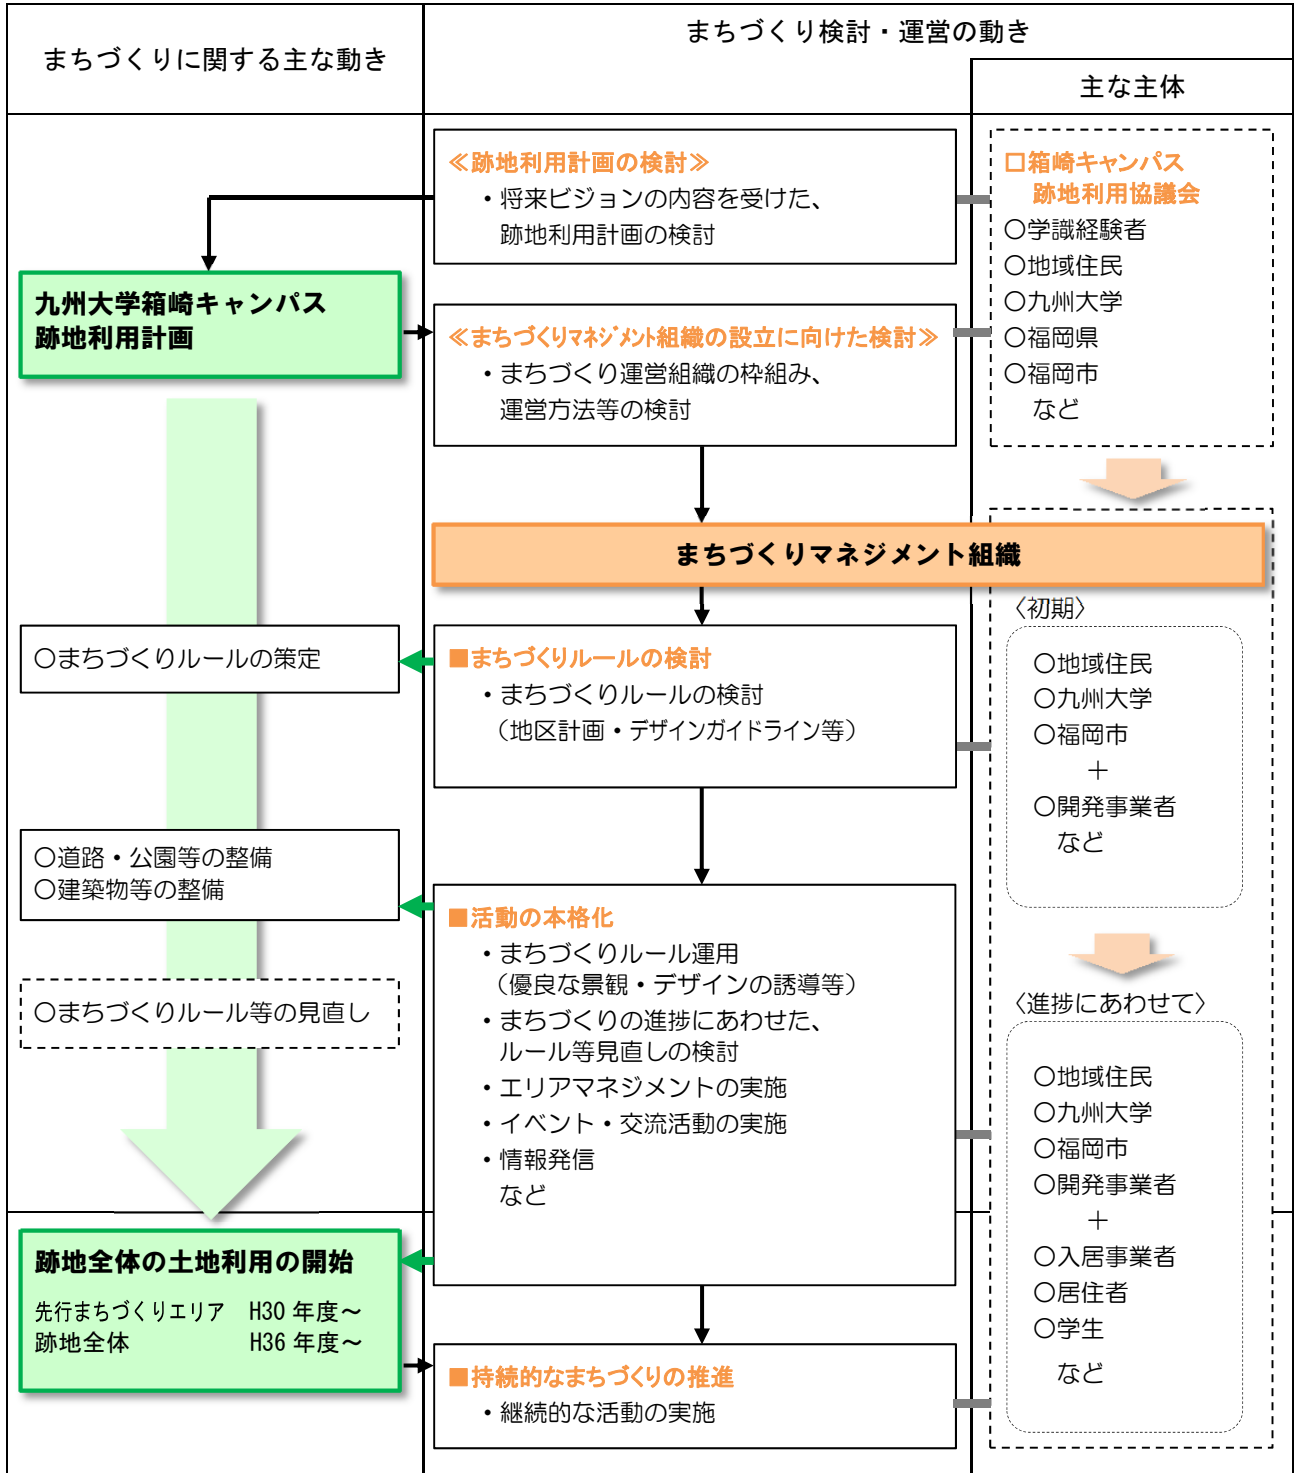 まちづくりに関する主な動き
まちづくり検討・運営の動き
主な主体
≪跡地利用計画の検討≫
・将来ビジョンの内容を受けた、
跡地利用計画の検討
□箱崎キャンパス
跡地利用協議会
○学識経験者
○地域住民
○九州大学
○福岡県
○福岡市
など
九州大学箱崎キャンパス
跡地利用計画
≪まちづくりマネジメント組織の設立に向けた検討≫
・まちづくり運営組織の枠組み、
運営方法等の検討
まちづくりマネジメント組織
〈初期〉
○地域住民
○九州大学
○福岡市
＋
○開発事業者
など
○まちづくりルールの策定
■まちづくりルールの検討
・まちづくりルールの検討
（地区計画・デザインガイドライン等）
○道路・公園等の整備
○建築物等の整備
○まちづくりルール等の見直し
■活動の本格化
・まちづくりルール運用
（優良な景観・デザインの誘導等）
・まちづくりの進捗にあわせた、
ルール等見直しの検討
・エリアマネジメントの実施
・イベント・交流活動の実施
・情報発信
など
〈進捗にあわせて〉
○地域住民
○九州大学
○福岡市
○開発事業者
＋
○入居事業者
○居住者
○学生
など
跡地全体の土地利用の開始
先行まちづくりエリア H30年度～
跡地全体 H36年度～
■持続的なまちづくりの推進
・継続的な活動の実施